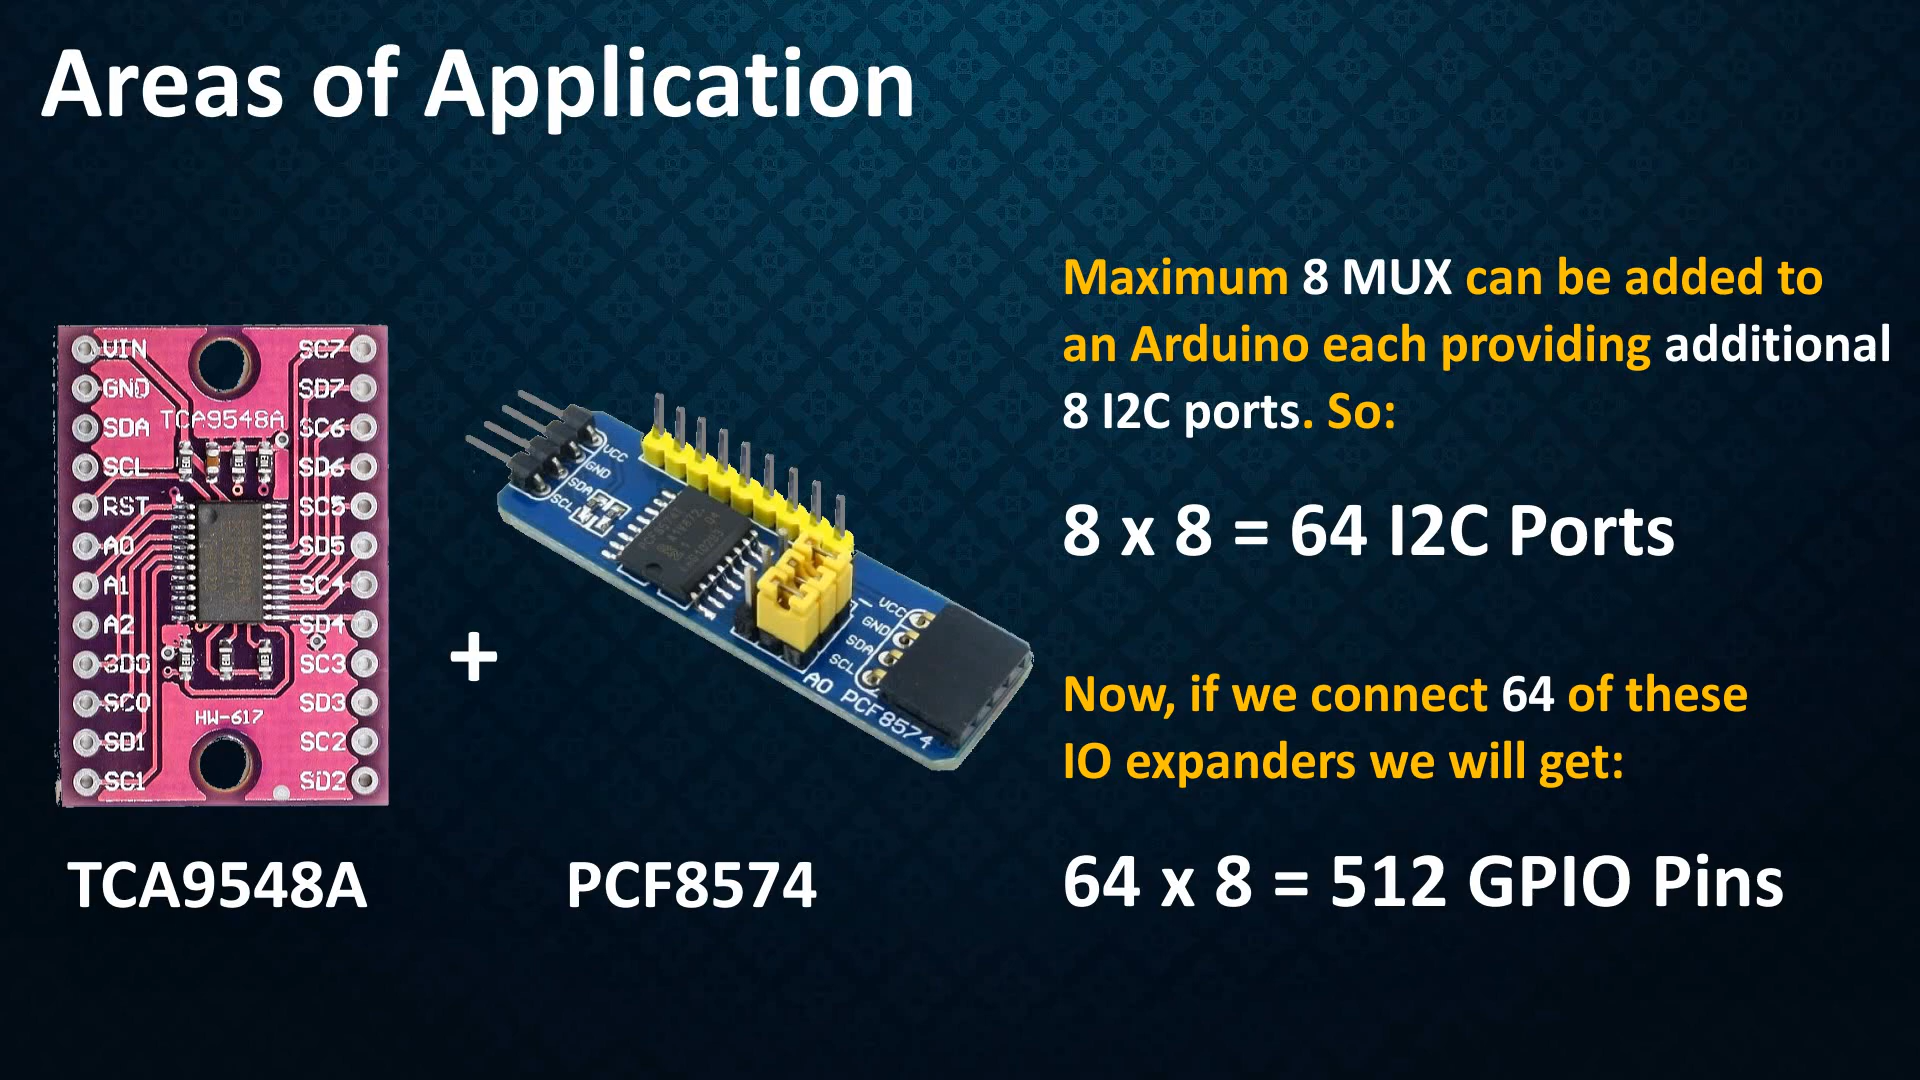 Areas of Application
Maximum 8 MUX can be added to
an Arduino each providing additional
8 I2C ports. So:
8 x 8 = 64 I2C Ports
Now, if we connect 64 of these
IO expanders we will get:
64 x 8 = 512 GPIO Pins
VIN
GND
SDA
SCL
RST
A0
A1
A2
SD0
SC0
SD1
SC1
TCA9548A
HW-617
SC7
SD7
SC6
SD6
SC5
SD5
SC4
SD4
SC3
SD3
SC2
SD2
+
VCC
GND
SDA
SCL
VCC
GND
SDA
SCL
A0 PCF8574
TCA9548A
PCF8574